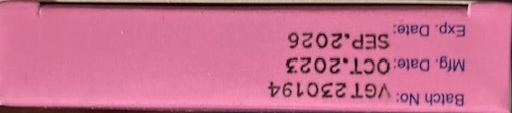 Batch No: VGT230194
Mfg. Date: OCT.2023
Exp. Date: SEP.2026